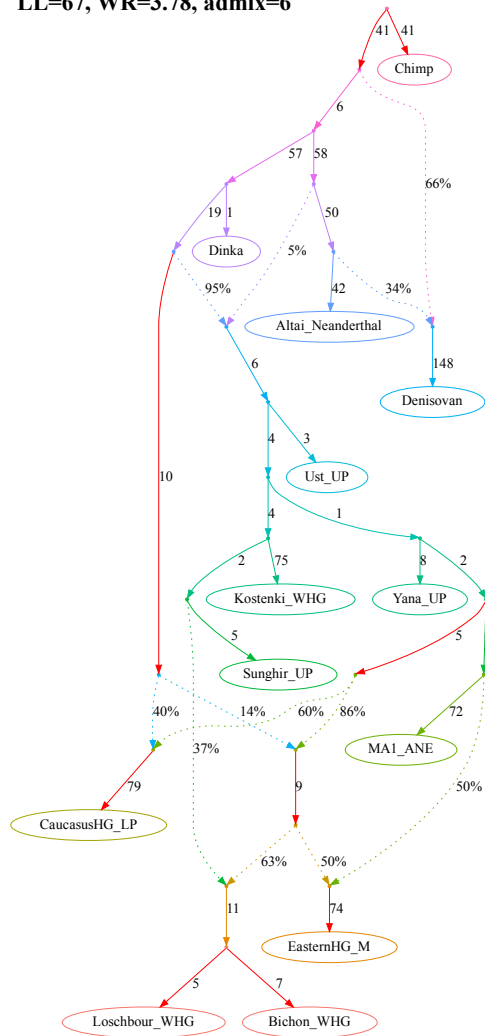 LL=67, WR=3.78, admix=6
41 41
Chimp
6
57 58
66%
19 1 50
Dinka 5%
95% 42 34%
Altai_Neanderthal
6 148
Denisovan
4 3
10 Ust_UP
4 1
2 75 8 2
Kostenki_WHG Yana_UP
5 5
Sunghir_UP
40% 14% 60% 86% 72
37% MA1_ANE
79 9 50%
CaucasusHG_LP
63% 50%
11 74
EasternHG_M
5 7
Loschbour_WHG Bichon_WHG